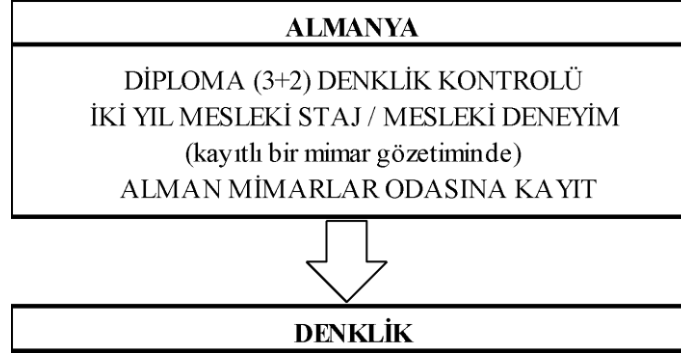 ALMANYA
DİPLOMA (3+2) DENKLİK KONTROLÜ
İKİ YIL MESLEKİ STAJ / MESLEKİ DENEYİM
(kayıtlı bir mimar gözetiminde)
ALMAN MİMARLAR ODASINA KAYIT
DENKLİK